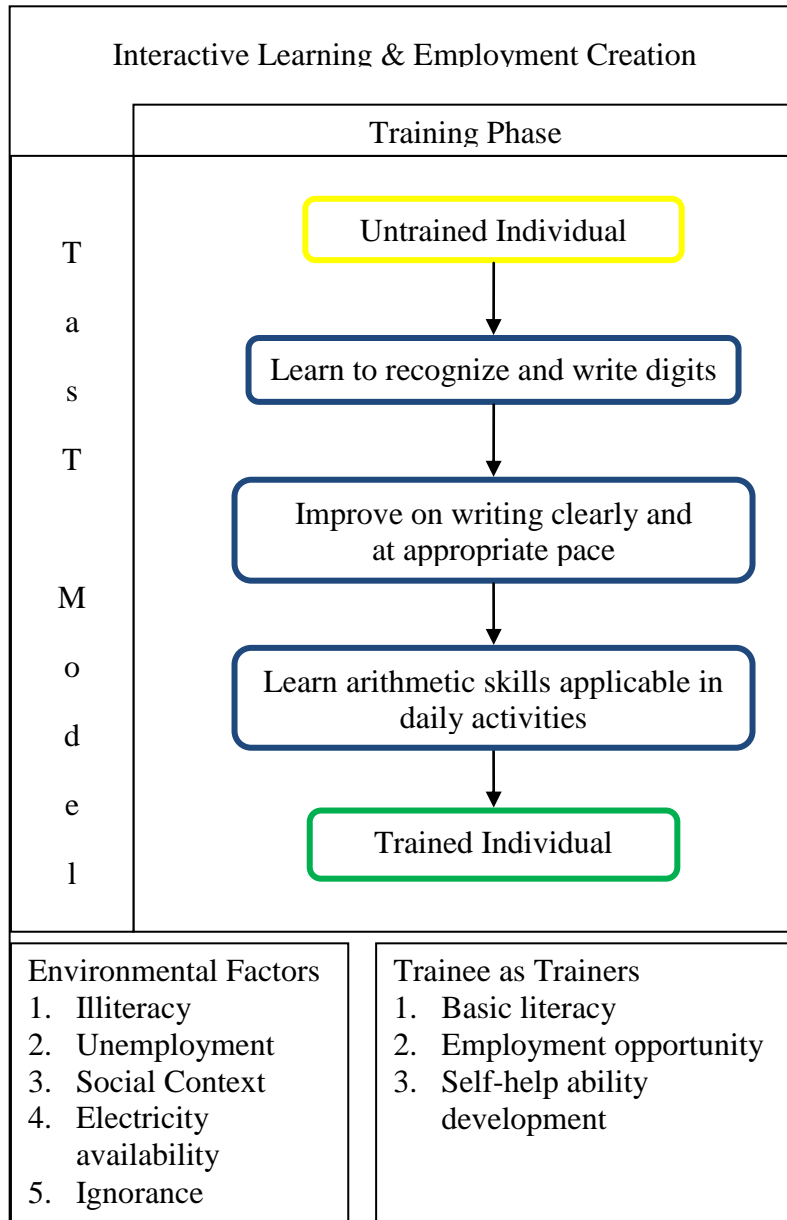 Interactive Learning & Employment Creation
Training Phase
T
a
s
T
M
o
d
e
l
Untrained Individual
Learn to recognize and write digits
Improve on writing clearly and
at appropriate pace
Learn arithmetic skills applicable in
daily activities
Trained Individual
Environmental Factors
1. Illiteracy
2. Unemployment
3. Social Context
4. Electricity
availability
5. Ignorance
Trainee as Trainers
1. Basic literacy
2. Employment opportunity
3. Self-help ability
development